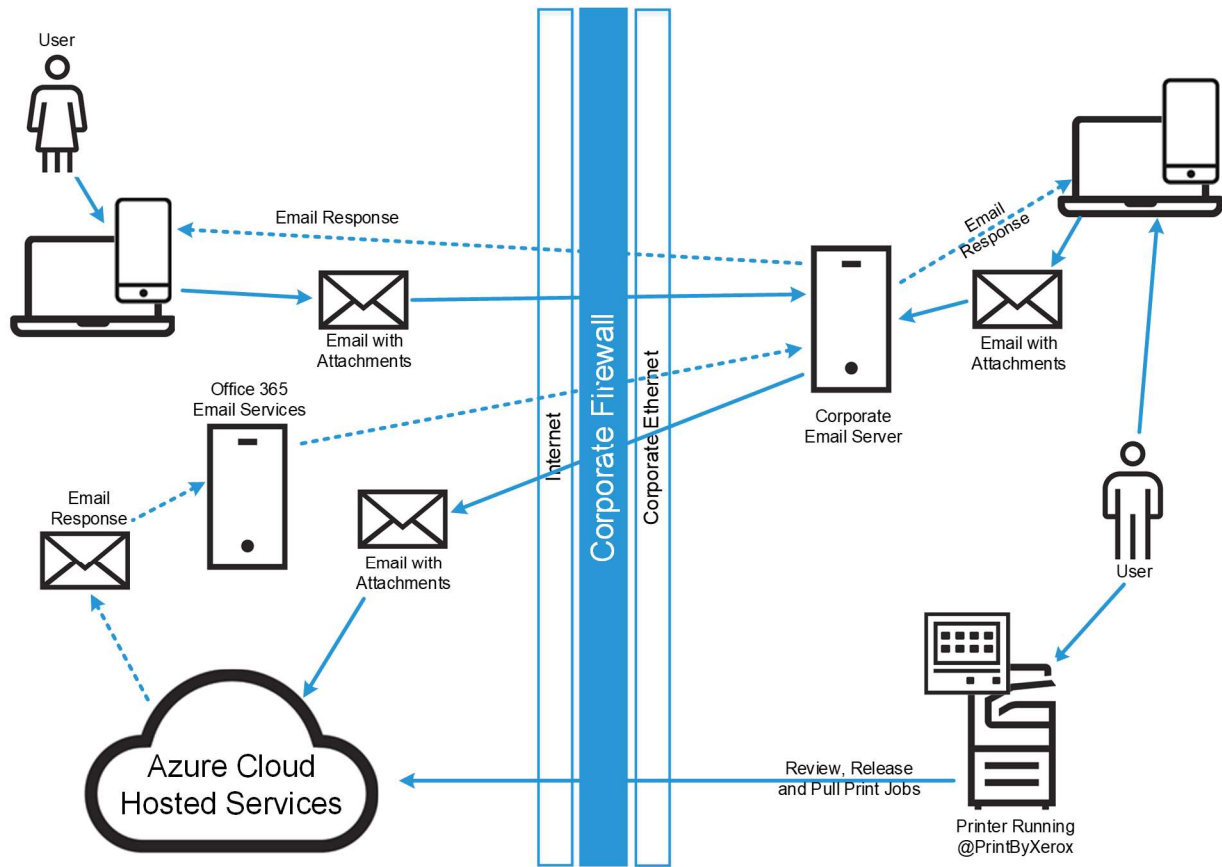 User
Email Response
Email with
Attachments
Office 365
Email Services
Email
Response
Email with
Attachments
Azure Cloud
Hosted Services
Internet
Corporate Firewall
Corporate Ethernet
Email
Response
Email with
Attachments
Corporate
Email Server
User
Review, Release
and Pull Print Jobs
Printer Running
@PrintByXerox